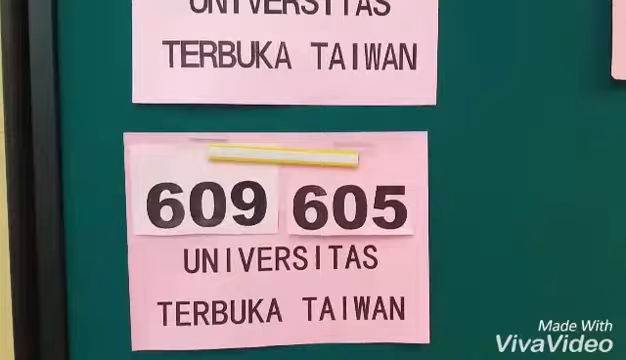 UNIVERSITAS
TERBUKA TAIWAN
609 605
UNIVERSITAS
TERBUKA TAIWAN
Made With
VivaVideo